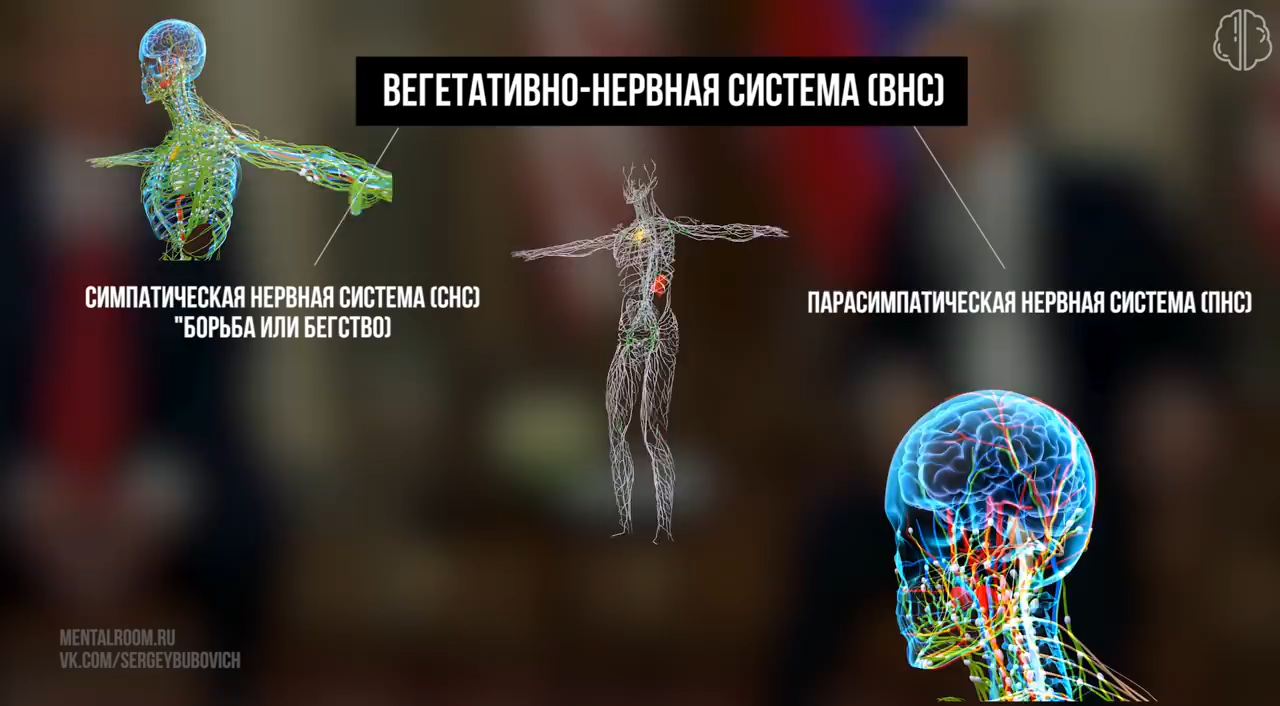 ВЕГЕТАТИВНО-НЕРВНАЯ СИСТЕМА (ВНС)
СИМПАТИЧЕСКАЯ НЕРВНАЯ СИСТЕМА (СНС)
"БОРЬБА ИЛИ БЕГСТВО)
ПАРАСИМПАТИЧЕСКАЯ НЕРВНАЯ СИСТЕМА (ПНС)
MENTALROOM.RU
VK.COM/SERGEYBUBOVICH